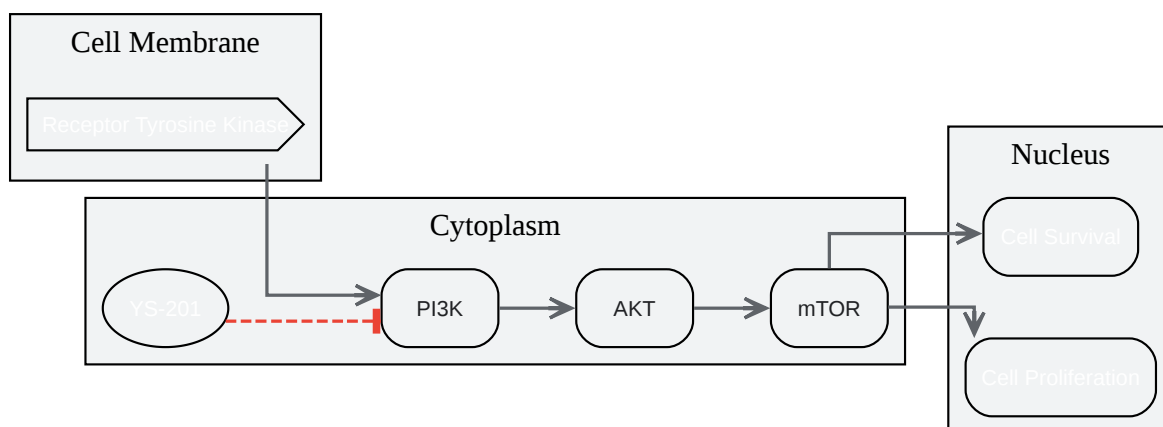 Cell Membrane
Receptor Tyrosine Kinase
Nucleus
Cytoplasm
Cell Survival
YS-201
PI3K
AKT
mTOR
Cell Proliferation